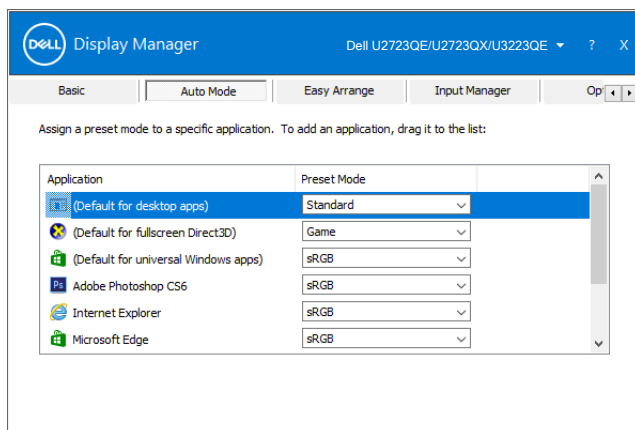 DELL Display Manager Dell U2723QE/U2723QX/U3223QE ? X
Basic Auto Mode Easy Arrange Input Manager Op
Assign a preset mode to a specific application. To add an application, drag it to the list:
Application Preset Mode
(Default for desktop apps) Standard
(Default for fullscreen Direct3D) Game
(Default for universal Windows apps) sRGB
Ps Adobe Photoshop CS6 sRGB
Internet Explorer sRGB
Microsoft Edge sRGB